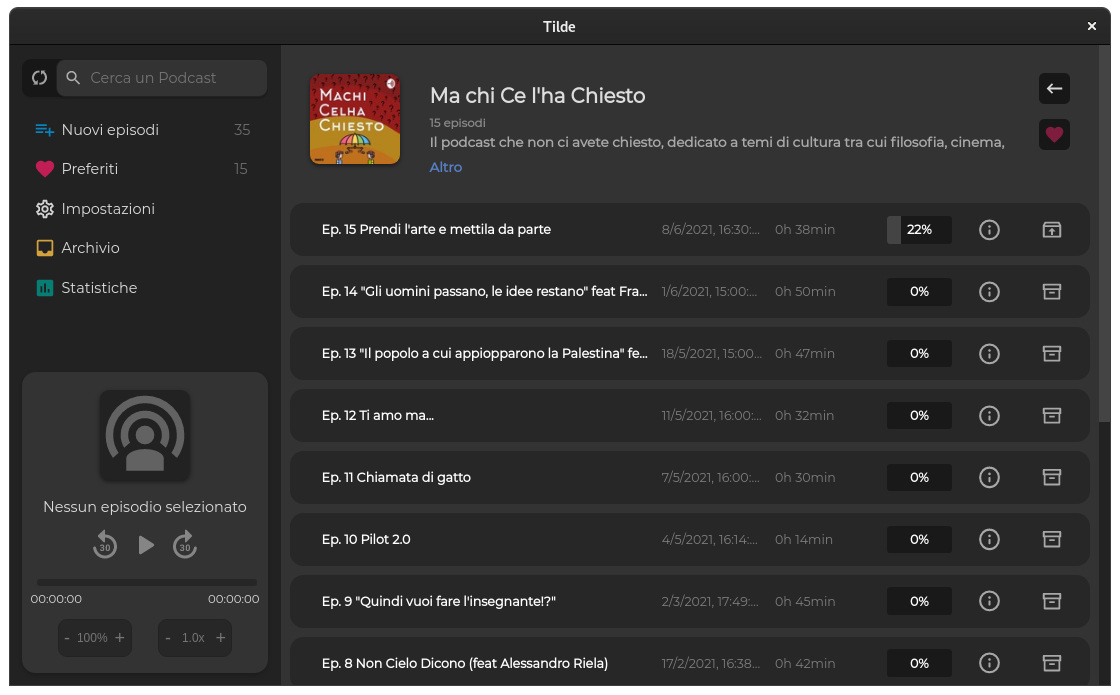 Tilde
Cerca un Podcast
Nuovi episodi 35
Preferiti 15
Impostazioni
Archivio
Statistiche
Nessun episodio selezionato
30 30
00:00:00 00:00:00
- 100% + - 1.0x +
MACHI
CELHA
CHIESTO
Ma chi Ce l'ha Chiesto
15 episodi
Il podcast che non ci avete chiesto, dedicato a temi di cultura tra cui filosofia, cinema,
Altro
Ep. 15 Prendi l'arte e mettila da parte 8/6/2021, 16:30:... 0h 38min 22%
Ep. 14 "Gli uomini passano, le idee restano" feat Fra... 1/6/2021, 15:00:... 0h 50min 0%
Ep. 13 "Il popolo a cui appiopparono la Palestina" fe... 18/5/2021, 15:00... 0h 47min 0%
Ep. 12 Ti amo ma... 11/5/2021, 16:00:... 0h 32min 0%
Ep. 11 Chiamata di gatto 7/5/2021, 16:00:... 0h 30min 0%
Ep. 10 Pilot 2.0 4/5/2021, 16:14:... 0h 14min 0%
Ep. 9 "Quindi vuoi fare l'insegnante!?" 2/3/2021, 17:49:... 0h 45min 0%
Ep. 8 Non Cielo Dicono (feat Alessandro Riela) 17/2/2021, 16:38... 0h 42min 0%